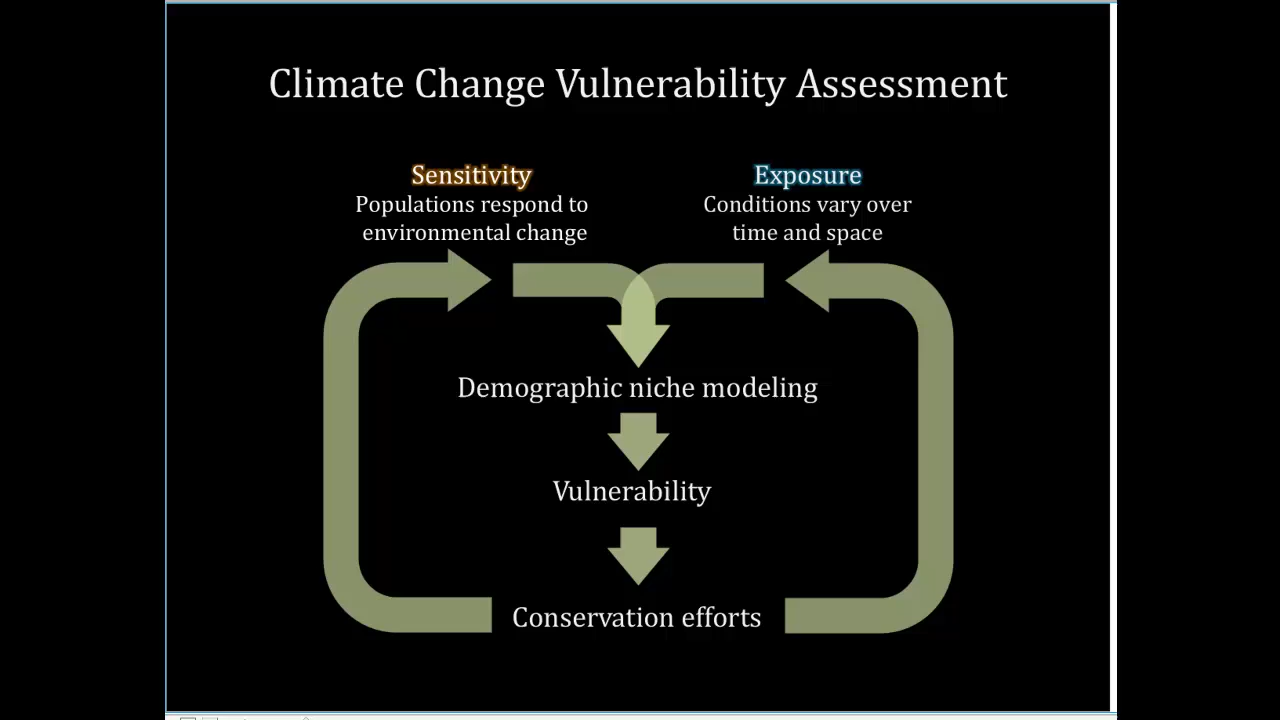 Climate Change Vulnerability Assessment
Sensitivity
Populations respond to
environmental change
Exposure
Conditions vary over
time and space
Demographic niche modeling
Vulnerability
Conservation efforts